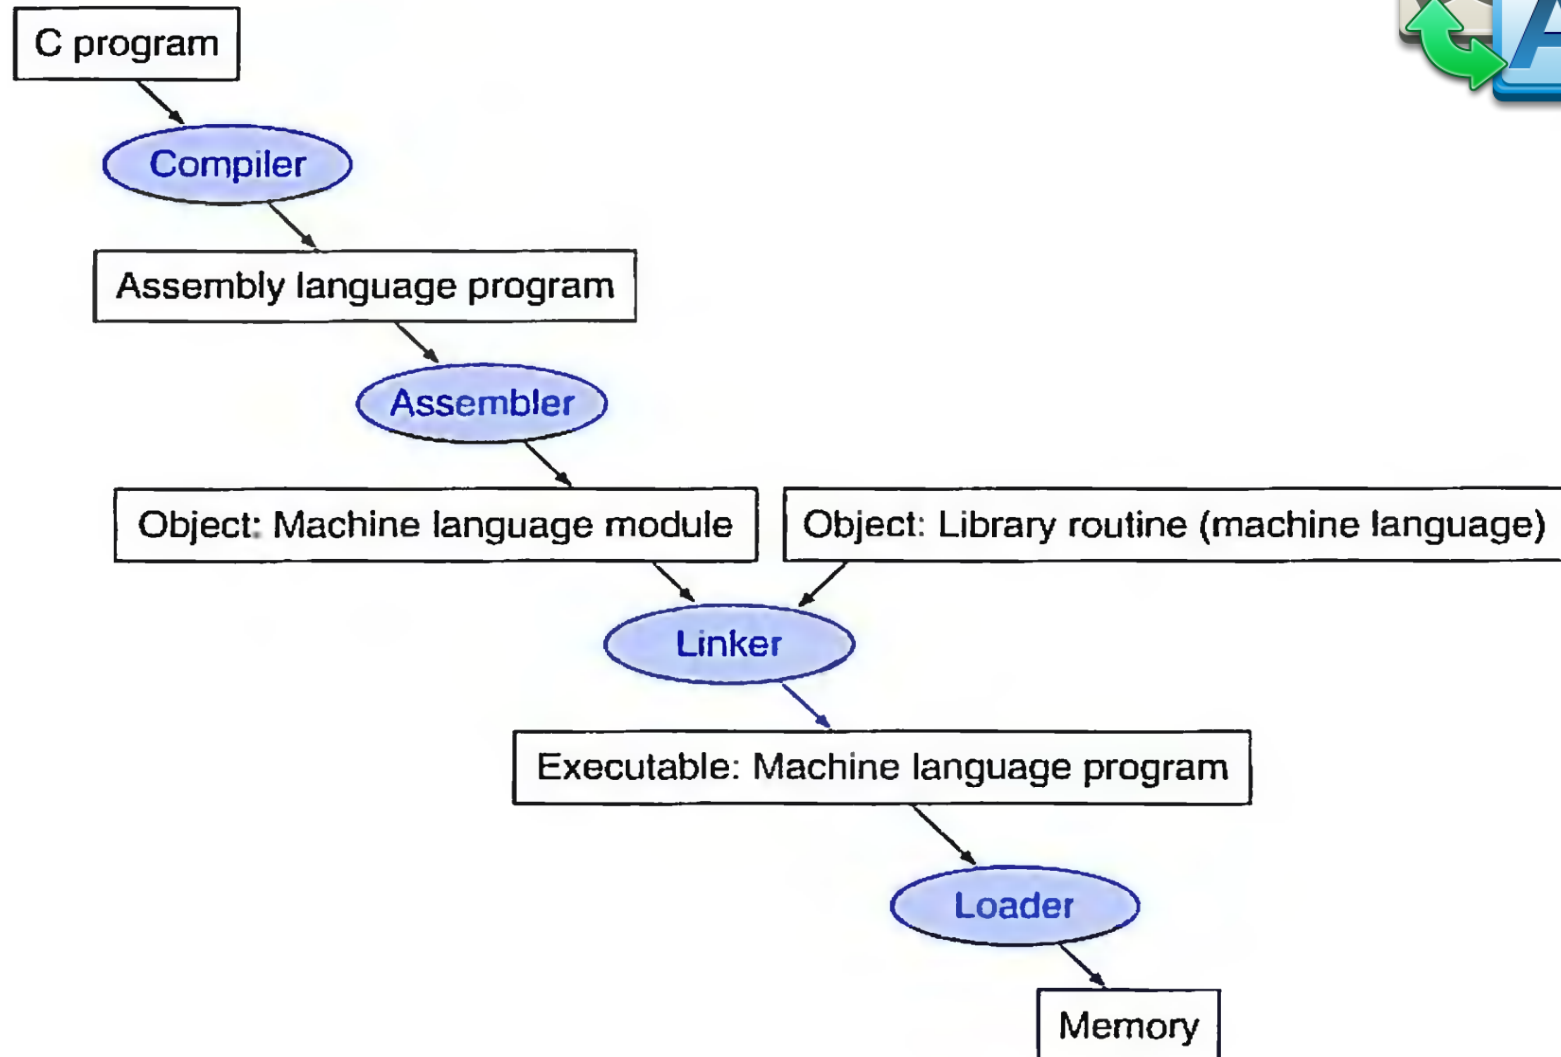 C program
Compiler
Assembly language program
Assembler
Object: Machine language module
Object: Library routine (machine language)
Linker
Executable: Machine language program
Loader
Memory